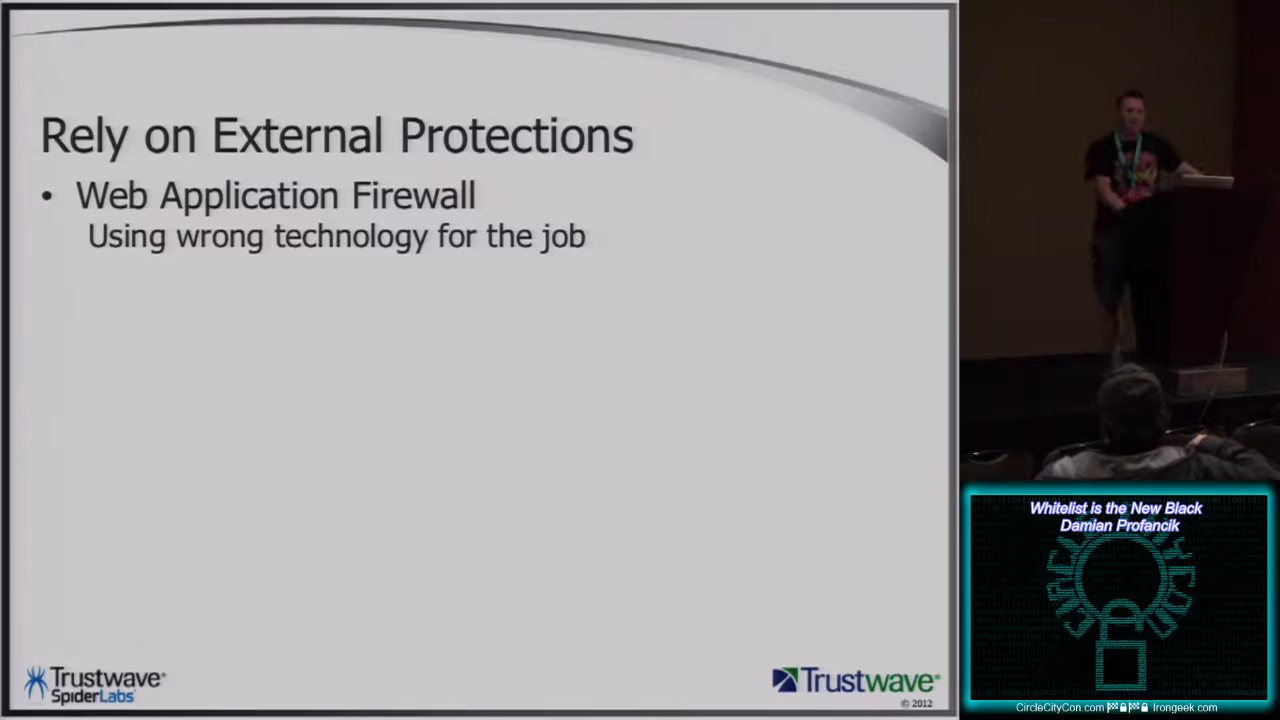 Rely on External Protections
• Web Application Firewall
Using wrong technology for the job
Trustwave®
SpiderLabs®
Trustwave®
© 2012
Whitelist is the New Black
Damian Profancik
CircleCityCon.com Irongeek.com